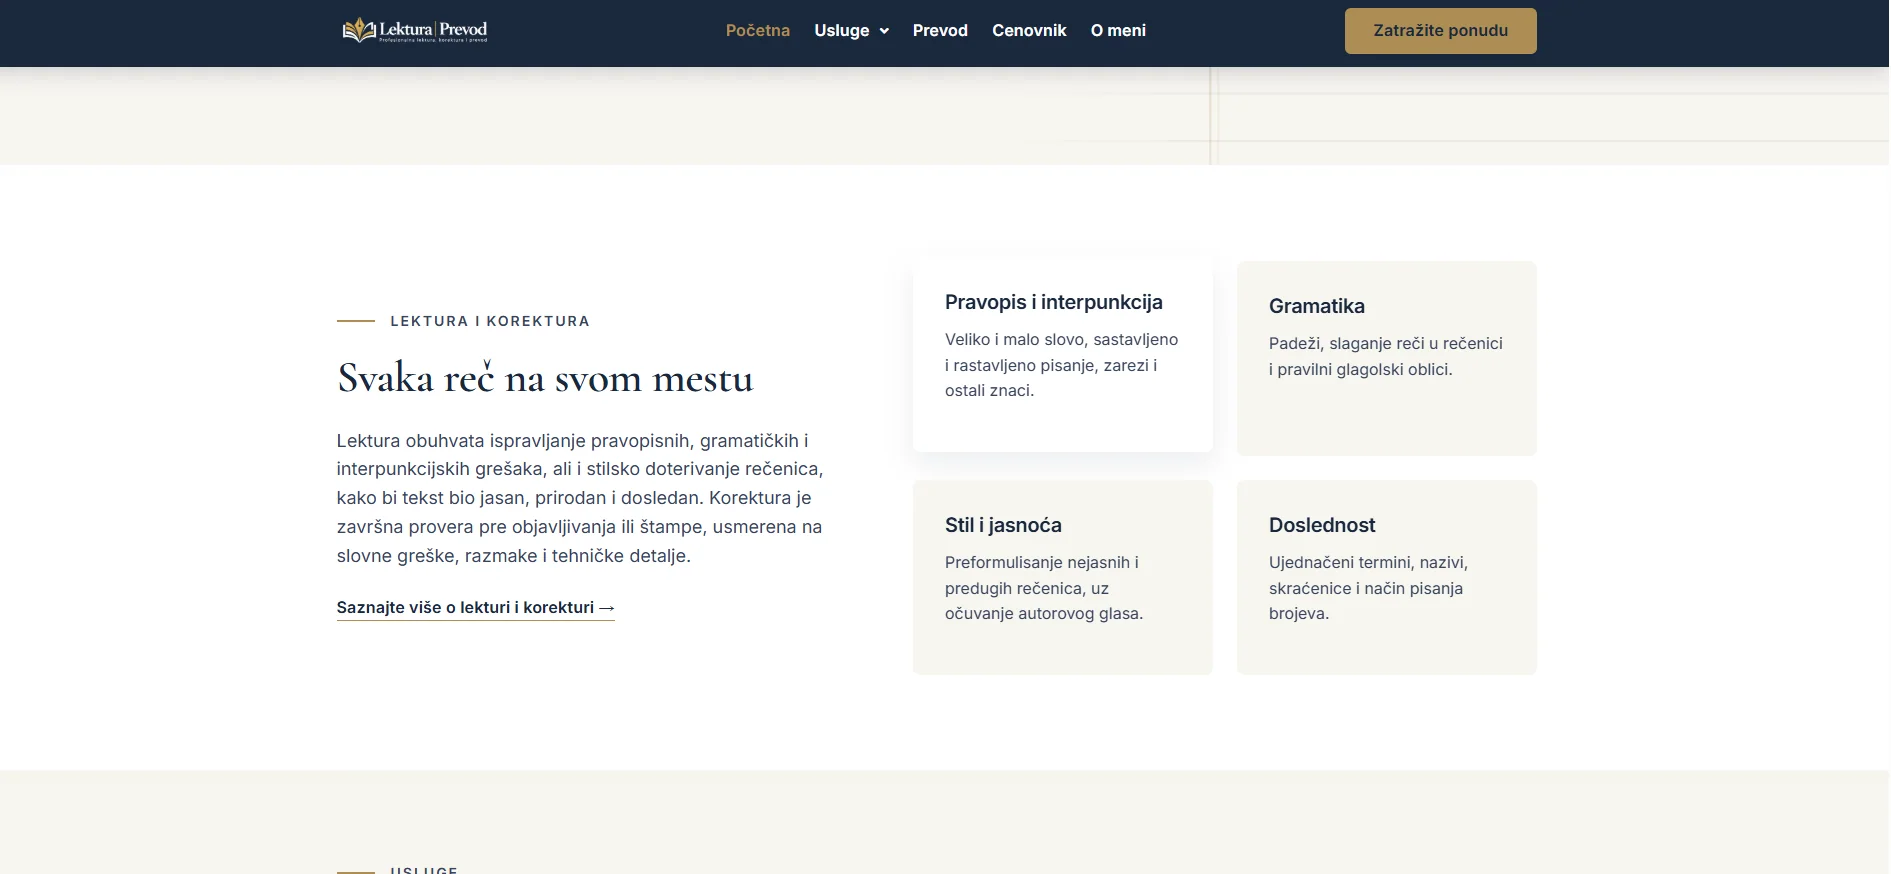 Lektura|Prevod
Profesionalna lektura, korektura i prevod
Početna
Usluge
Prevod
Cenovnik
O meni
Zatražite ponudu
LEKTURA I KOREKTURA
Svaka reč na svom mestu
Lektura obuhvata ispravljanje pravopisnih, gramatičkih i
interpunkcijskih grešaka, ali i stilsko doterivanje rečenica,
kako bi tekst bio jasan, prirodan i dosledan. Korektura je
završna provera pre objavljivanja ili štampe, usmerena na
slovne greške, razmake i tehničke detalje.
Saznajte više o lekturi i korekturi →
Pravopis i interpunkcija
Veliko i malo slovo, sastavljeno
i rastavljeno pisanje, zarezi i
ostali znaci.
Gramatika
Padeži, slaganje reči u rečenici
i pravilni glagolski oblici.
Stil i jasnoća
Preformulisanje nejasnih i
predugih rečenica, uz
očuvanje autorovog glasa.
Doslednost
Ujednačeni termini, nazivi,
skraćenice i način pisanja
brojeva.
USLUGE